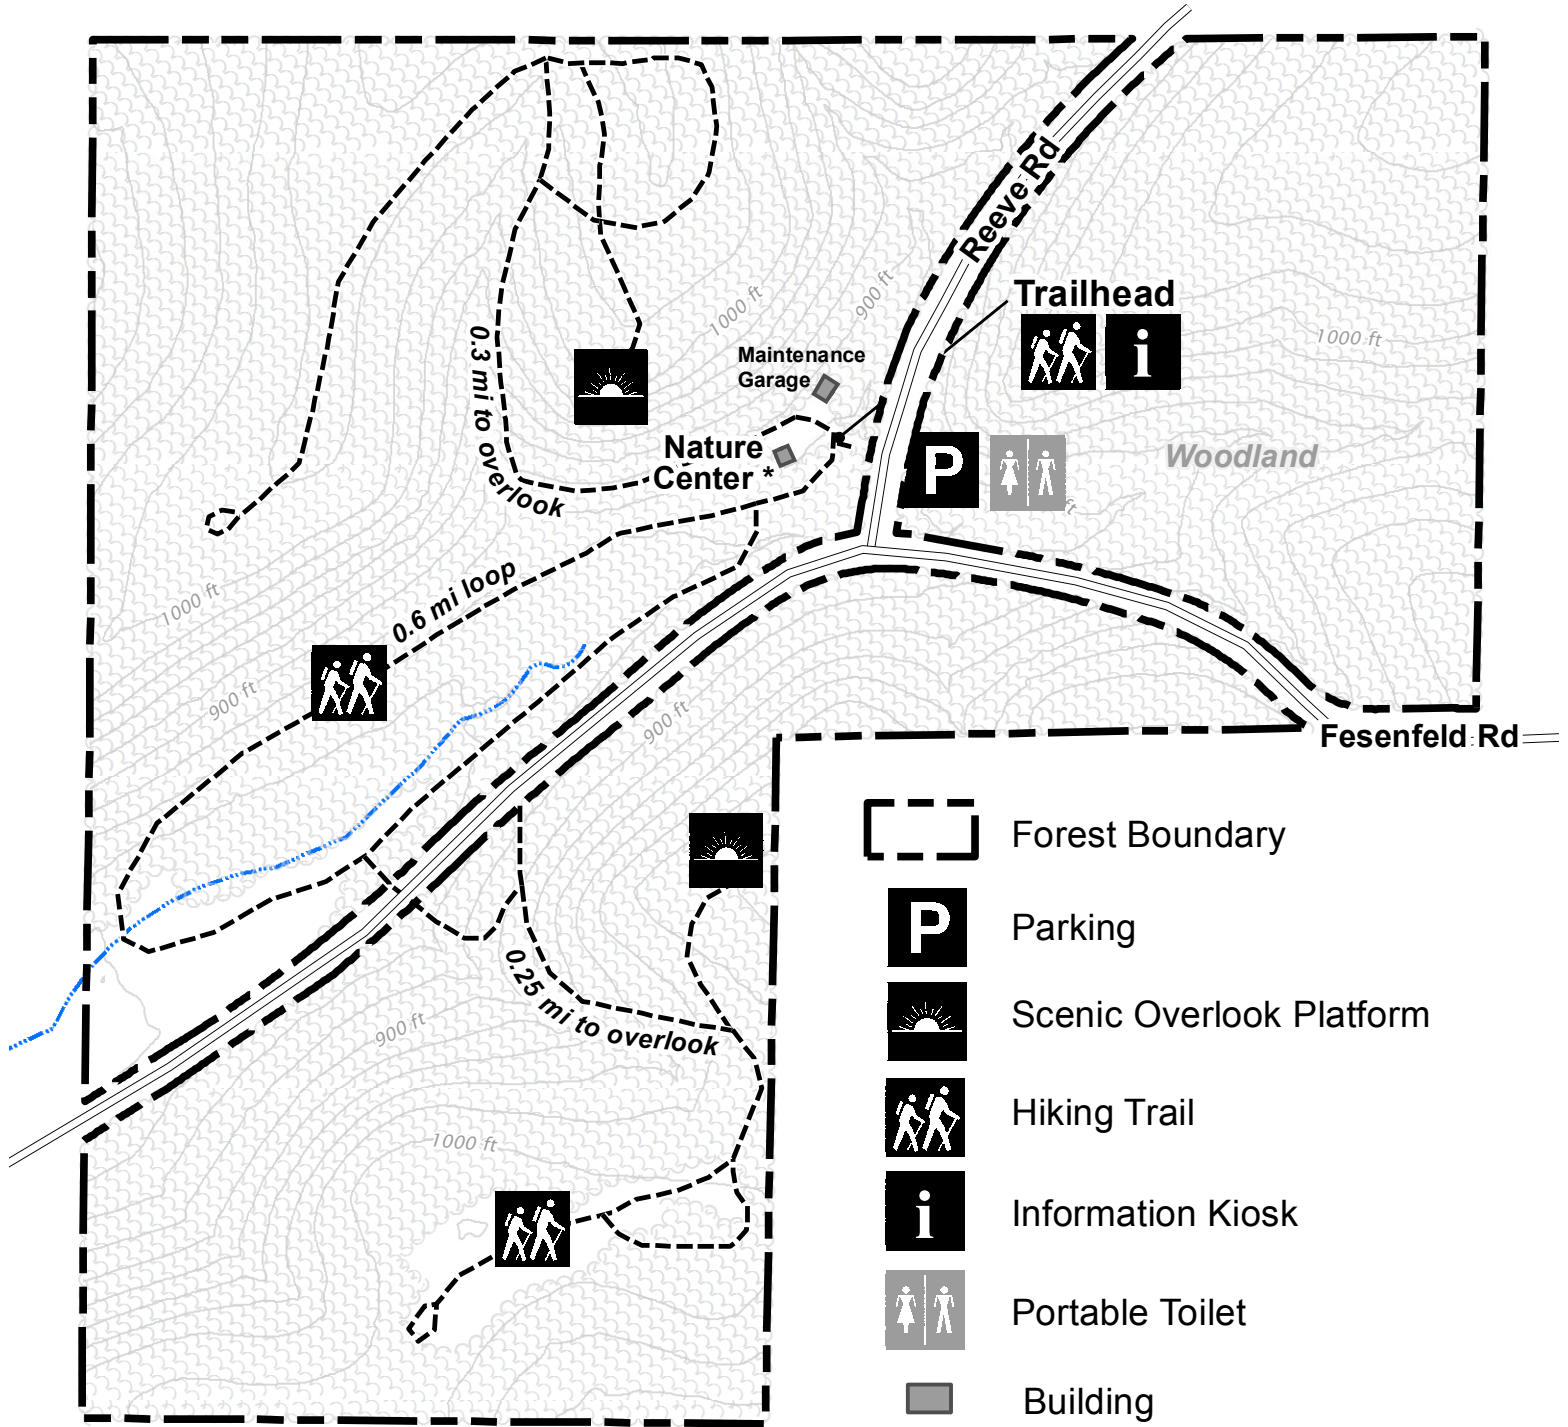 Reeve Rd
Trailhead
i
1000 ft
900 ft
1000 ft
0.3 mi to overlook
Maintenance
Garage
Nature
Center *
P
Woodland
ft
0.6 mi loop
1000 ft
900 ft
900 ft
Fesenfeld Rd
0.25 mi to overlook
900 ft
1000 ft
Forest Boundary
P
Parking
Scenic Overlook Platform
Hiking Trail
i
Information Kiosk
Portable Toilet
Building